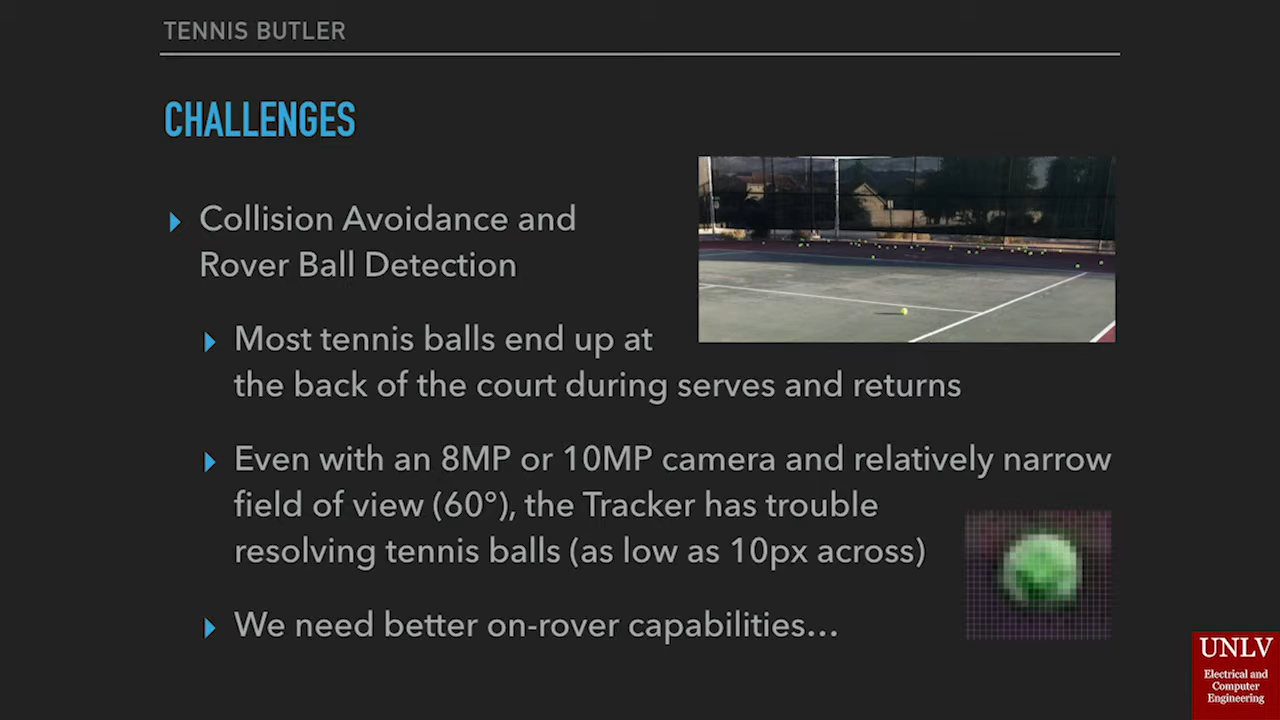 TENNIS BUTLER
CHALLENGES
Collision Avoidance and
Rover Ball Detection
Most tennis balls end up at
the back of the court during serves and returns
Even with an 8MP or 10MP camera and relatively narrow
field of view (60°), the Tracker has trouble
resolving tennis balls (as low as 10px across)
We need better on-rover capabilities…
UNLV
Electrical and
Computer
Engineering